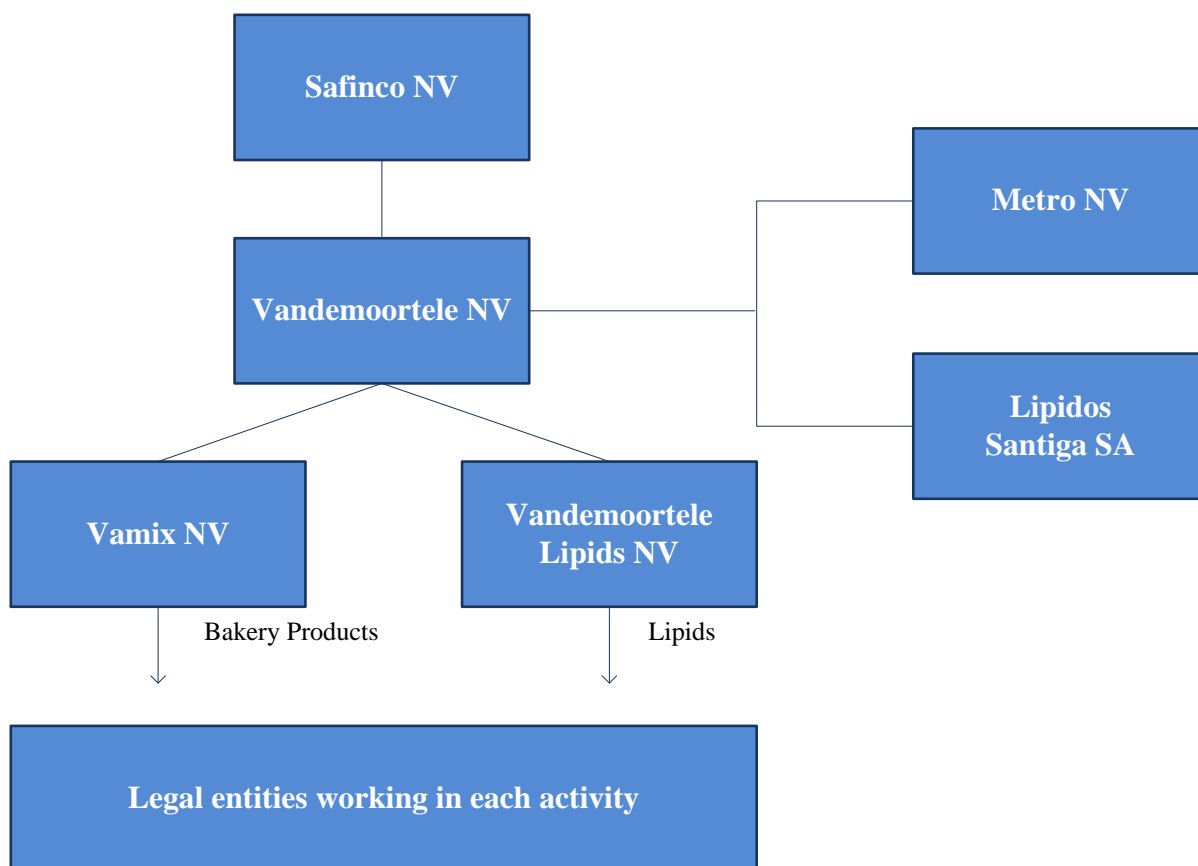 Safinco NV
Metro NV
Vandemoortele NV
Lipidos
Santiga SA
Vamix NV
Vandemoortele
Lipids NV
Bakery Products
Lipids
Legal entities working in each activity